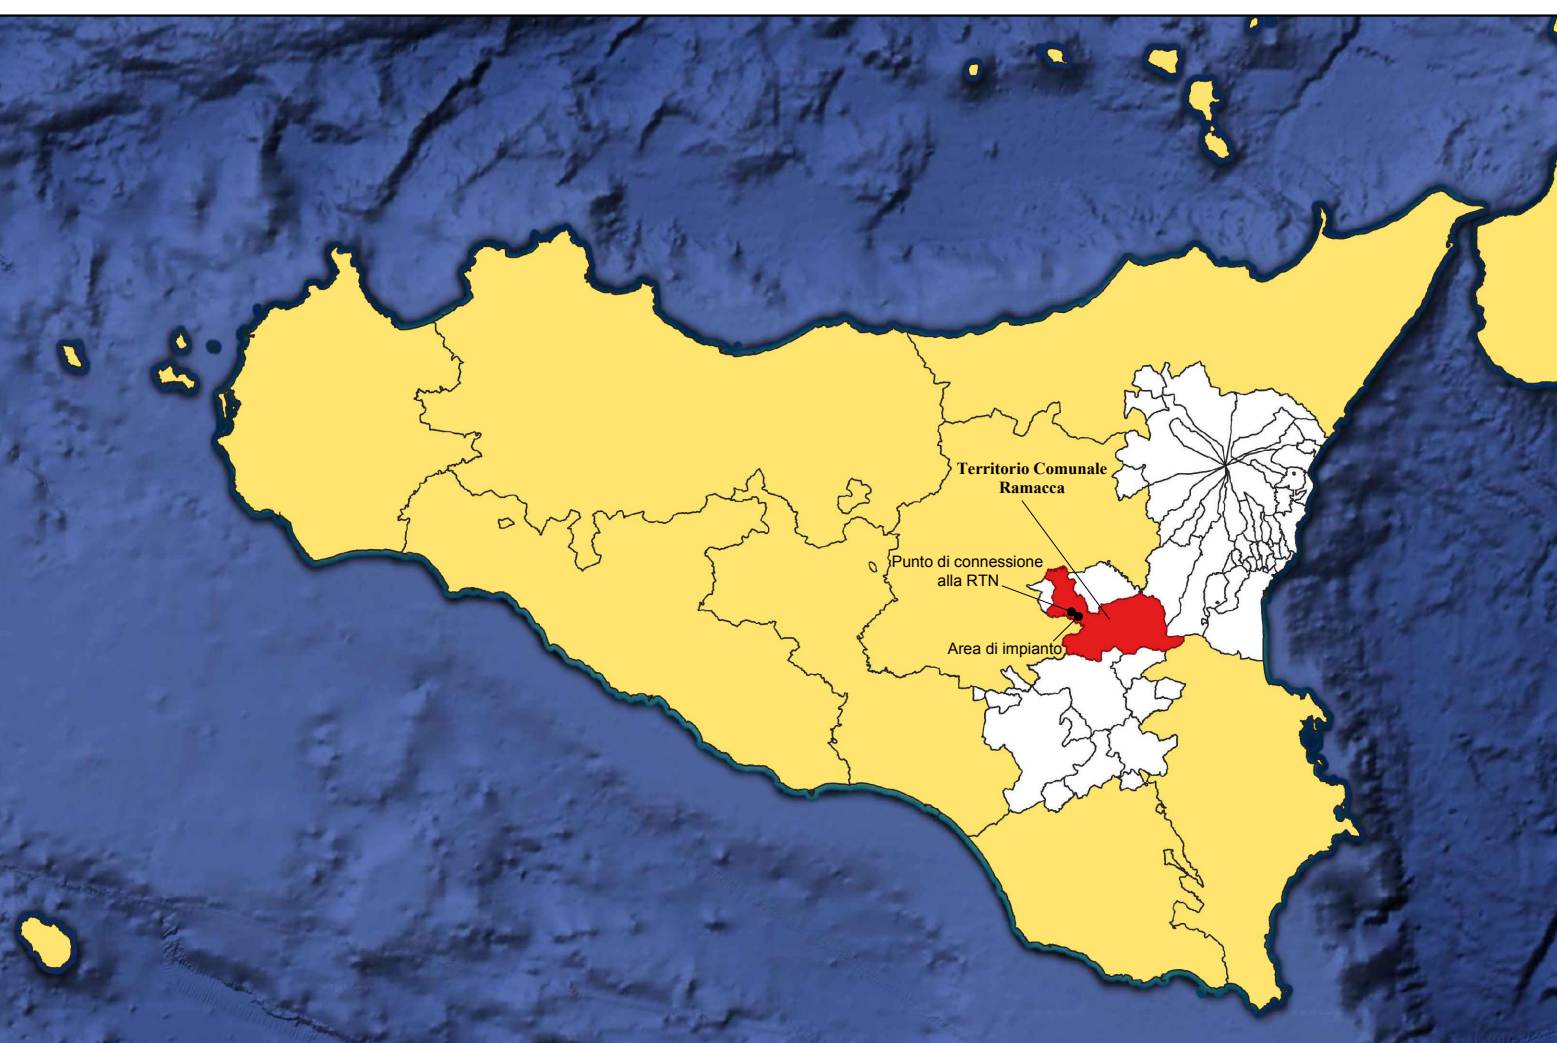 Territorio Comunale
Ramacca
Punto di connessione
alla RTN
Area di impianto